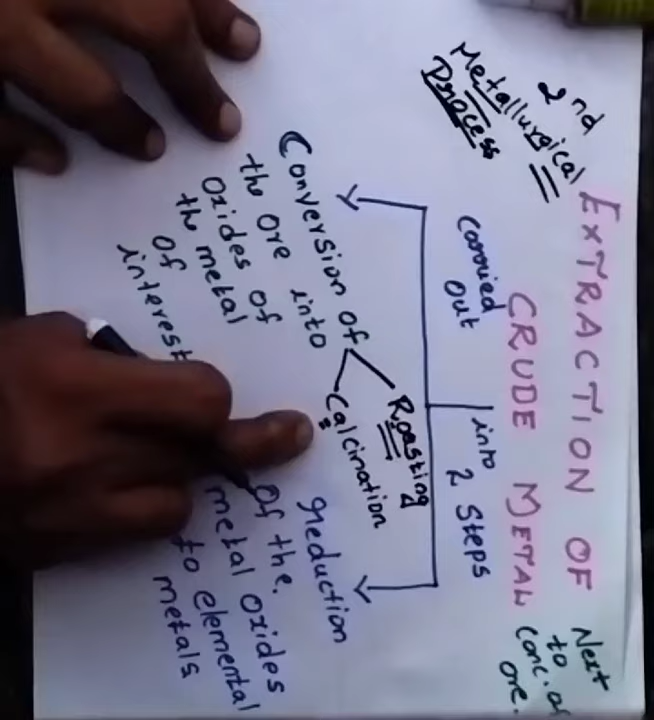 2nd
Metallurgical
Process
EXTRACTION OF
CRUDE METAL
Next
to
Conc. of
ore.
Carried
out
into
2 steps
Conversion of
the ore into
oxides of
the metal
of
interest
Roasting
Calcination
reduction
of the
metal oxides
to elemental
metals